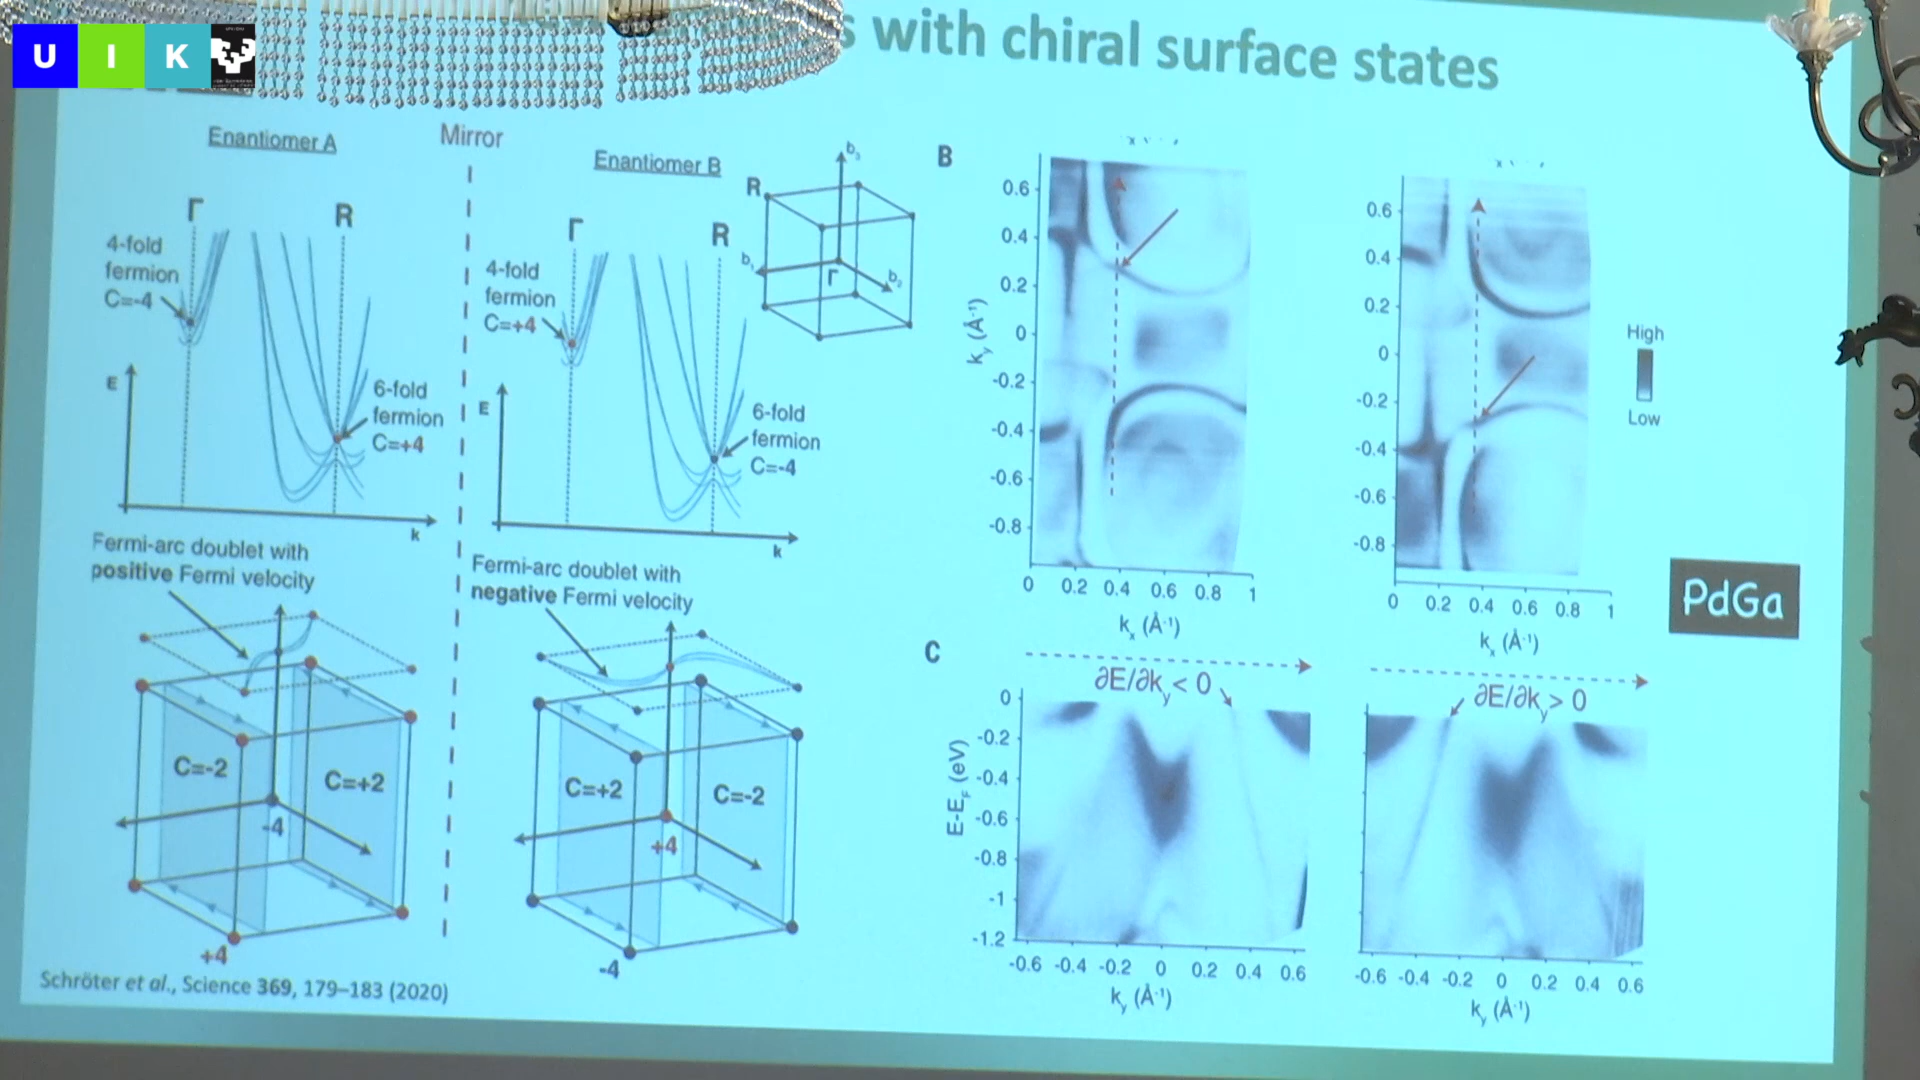 U I K
s with chiral surface states
Enantiomer A
Mirror
Enantiomer B
Γ
R
4-fold
fermion
C=-4
6-fold
fermion
C=+4
E
k
Γ
R
4-fold
fermion
C=+4
6-fold
fermion
C=-4
E
k
R
b₃
b₁
Γ
b₂
Fermi-arc doublet with
positive Fermi velocity
Fermi-arc doublet with
negative Fermi velocity
C=-2
C=+2
-4
+4
C=+2
C=-2
+4
-4
Schröter et al., Science 369, 179–183 (2020)
B
0.6
0.4
0.2
0
-0.2
-0.4
-0.6
-0.8
k_y (Å⁻¹)
0 0.2 0.4 0.6 0.8 1
k_x (Å⁻¹)
0.6
0.4
0.2
0
-0.2
-0.4
-0.6
-0.8
0 0.2 0.4 0.6 0.8 1
k_x (Å⁻¹)
High
Low
PdGa
C
∂E/∂k_y < 0
∂E/∂k_y > 0
0
-0.2
-0.4
-0.6
-0.8
-1
-1.2
E-E_F (eV)
-0.6 -0.4 -0.2 0 0.2 0.4 0.6
k_y (Å⁻¹)
-0.6 -0.4 -0.2 0 0.2 0.4 0.6
k_y (Å⁻¹)